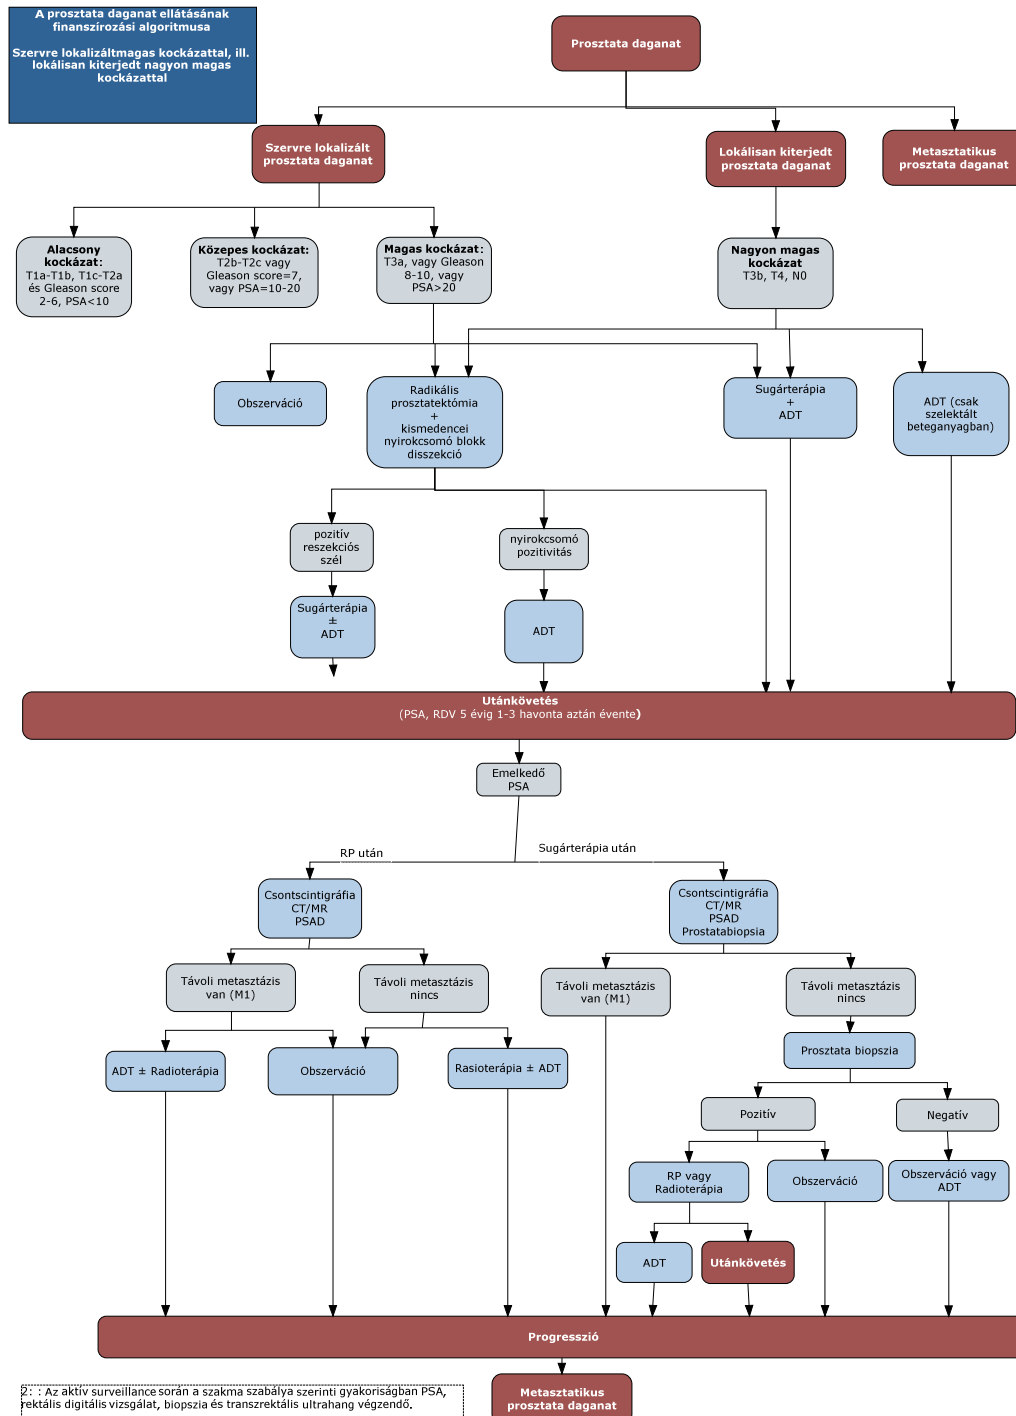 A prosztata daganat ellátásának
finanszírozási algoritmusa
Szervre lokalizáltmagas kockázattal, ill.
lokálisan kiterjedt nagyon magas
kockázattal
Prosztata daganat
Szervre lokalizált
prosztata daganat
Lokálisan kiterjedt
prosztata daganat
Metasztatikus
prosztata daganat
Alacsony
kockázat:
T1a-T1b, T1c-T2a
és Gleason score
2-6, PSA<10
Közepes kockázat:
T2b-T2c vagy
Gleason score=7,
vagy PSA=10-20
Magas kockázat:
T3a, vagy Gleason
8-10, vagy
PSA>20
Nagyon magas
kockázat
T3b, T4, N0
Obszerváció
Radikális
prosztatektómia
+
kismedencei
nyirokcsomó blokk
disszekció
Sugárterápia
+
ADT
ADT (csak
szelektált
beteganyagban)
pozitív
reszekciós
szél
nyirokcsomó
pozitivitás
Sugárterápia
±
ADT
ADT
Utánkövetés
(PSA, RDV 5 évig 1-3 havonta aztán évente)
Emelkedő
PSA
RP után
Sugárterápia után
Csontscintigráfia
CT/MR
PSAD
Csontscintigráfia
CT/MR
PSAD
Prostatabiopsia
Távoli metasztázis
van (M1)
Távoli metasztázis
nincs
Távoli metasztázis
van (M1)
Távoli metasztázis
nincs
Prosztata biopszia
ADT ± Radioterápia
Obszerváció
Rasioterápia ± ADT
Pozitív
Negatív
RP vagy
Radioterápia
Obszerváció
Obszerváció vagy
ADT
ADT
Utánkövetés
Progresszió
Metasztatikus
prosztata daganat
2: : Az aktív surveillance során a szakma szabálya szerinti gyakoriságban PSA,
rektális digitális vizsgálat, biopszia és transzrektális ultrahang végzendő.